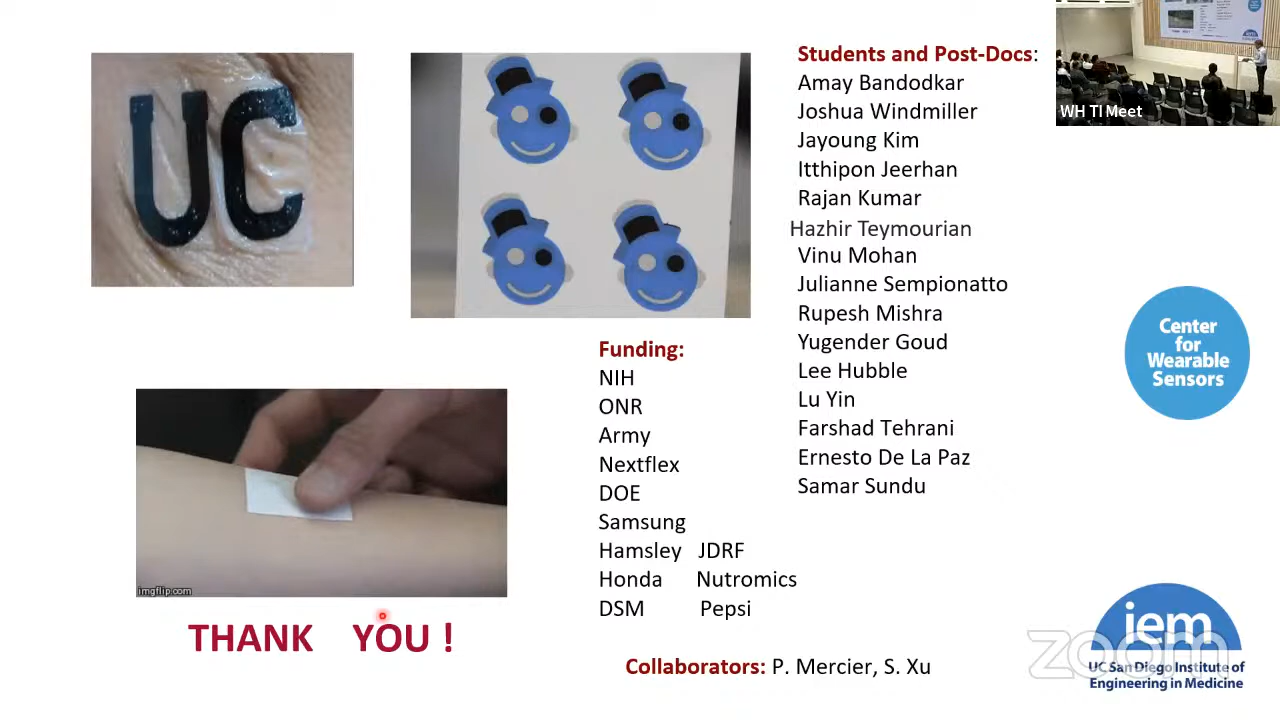 UC
Students and Post-Docs:
Amay Bandodkar
Joshua Windmiller
Jayoung Kim
Itthipon Jeerhan
Rajan Kumar
Hazhir Teymourian
Vinu Mohan
Julianne Sempionatto
Rupesh Mishra
Yugender Goud
Lee Hubble
Lu Yin
Farshad Tehrani
Ernesto De La Paz
Samar Sundu
WH TI Meet
Center
for
Wearable
Sensors
Funding:
NIH
ONR
Army
Nextflex
DOE
Samsung
Hamsley JDRF
Honda Nutromics
DSM Pepsi
imgflip.com
THANK YOU !
Collaborators: P. Mercier, S. Xu
iem
zoom
UC San Diego Institute of
Engineering in Medicine